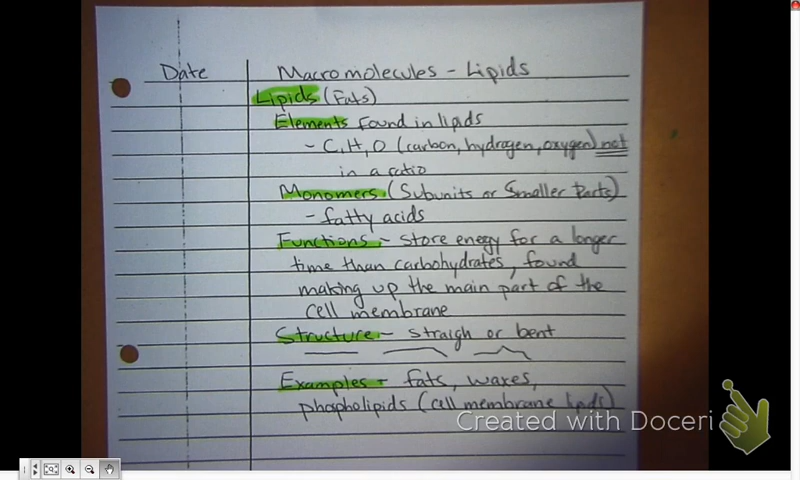 Date Macromolecules - Lipids
Lipids (Fats)
Elements found in lipids
- C, H, O (carbon, hydrogen, oxygen) not
in a ratio
Monomers (Subunits or Smaller Parts)
- fatty acids
Functions - store enegy for a longer
time than carbohydrates, found
making up the main part of the
cell membrane
Structure - straigh or bent
Examples - fats, waxes,
phospholipids (cell membrane lipids)
Created with Doceri